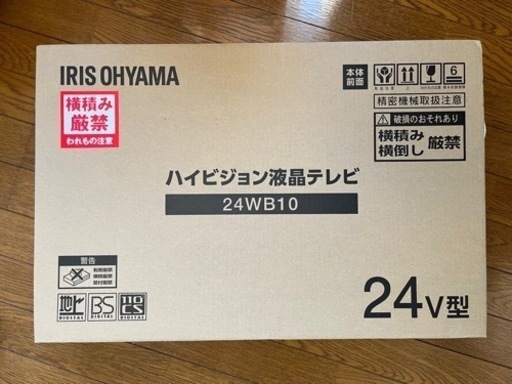 IRIS OHYAMA
横積み
厳禁
われもの注意
本体
前面
6
精密機械取扱注意
破損のおそれあり
横積み
横倒し
厳禁
ハイビジョン液晶テレビ
24WB10
警告
地上
DIGITAL
BS
DIGITAL
110
CS
DIGITAL
24V型